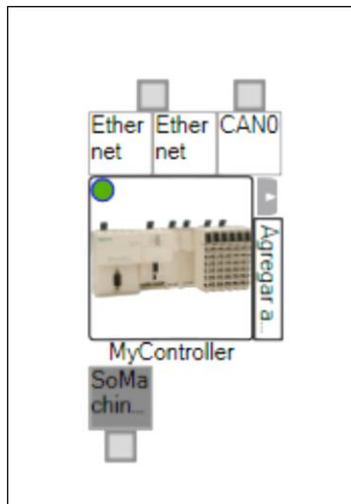 Ether
net
Ether
net
CAN0
Agregar a...
MyController
SoMa
chin...